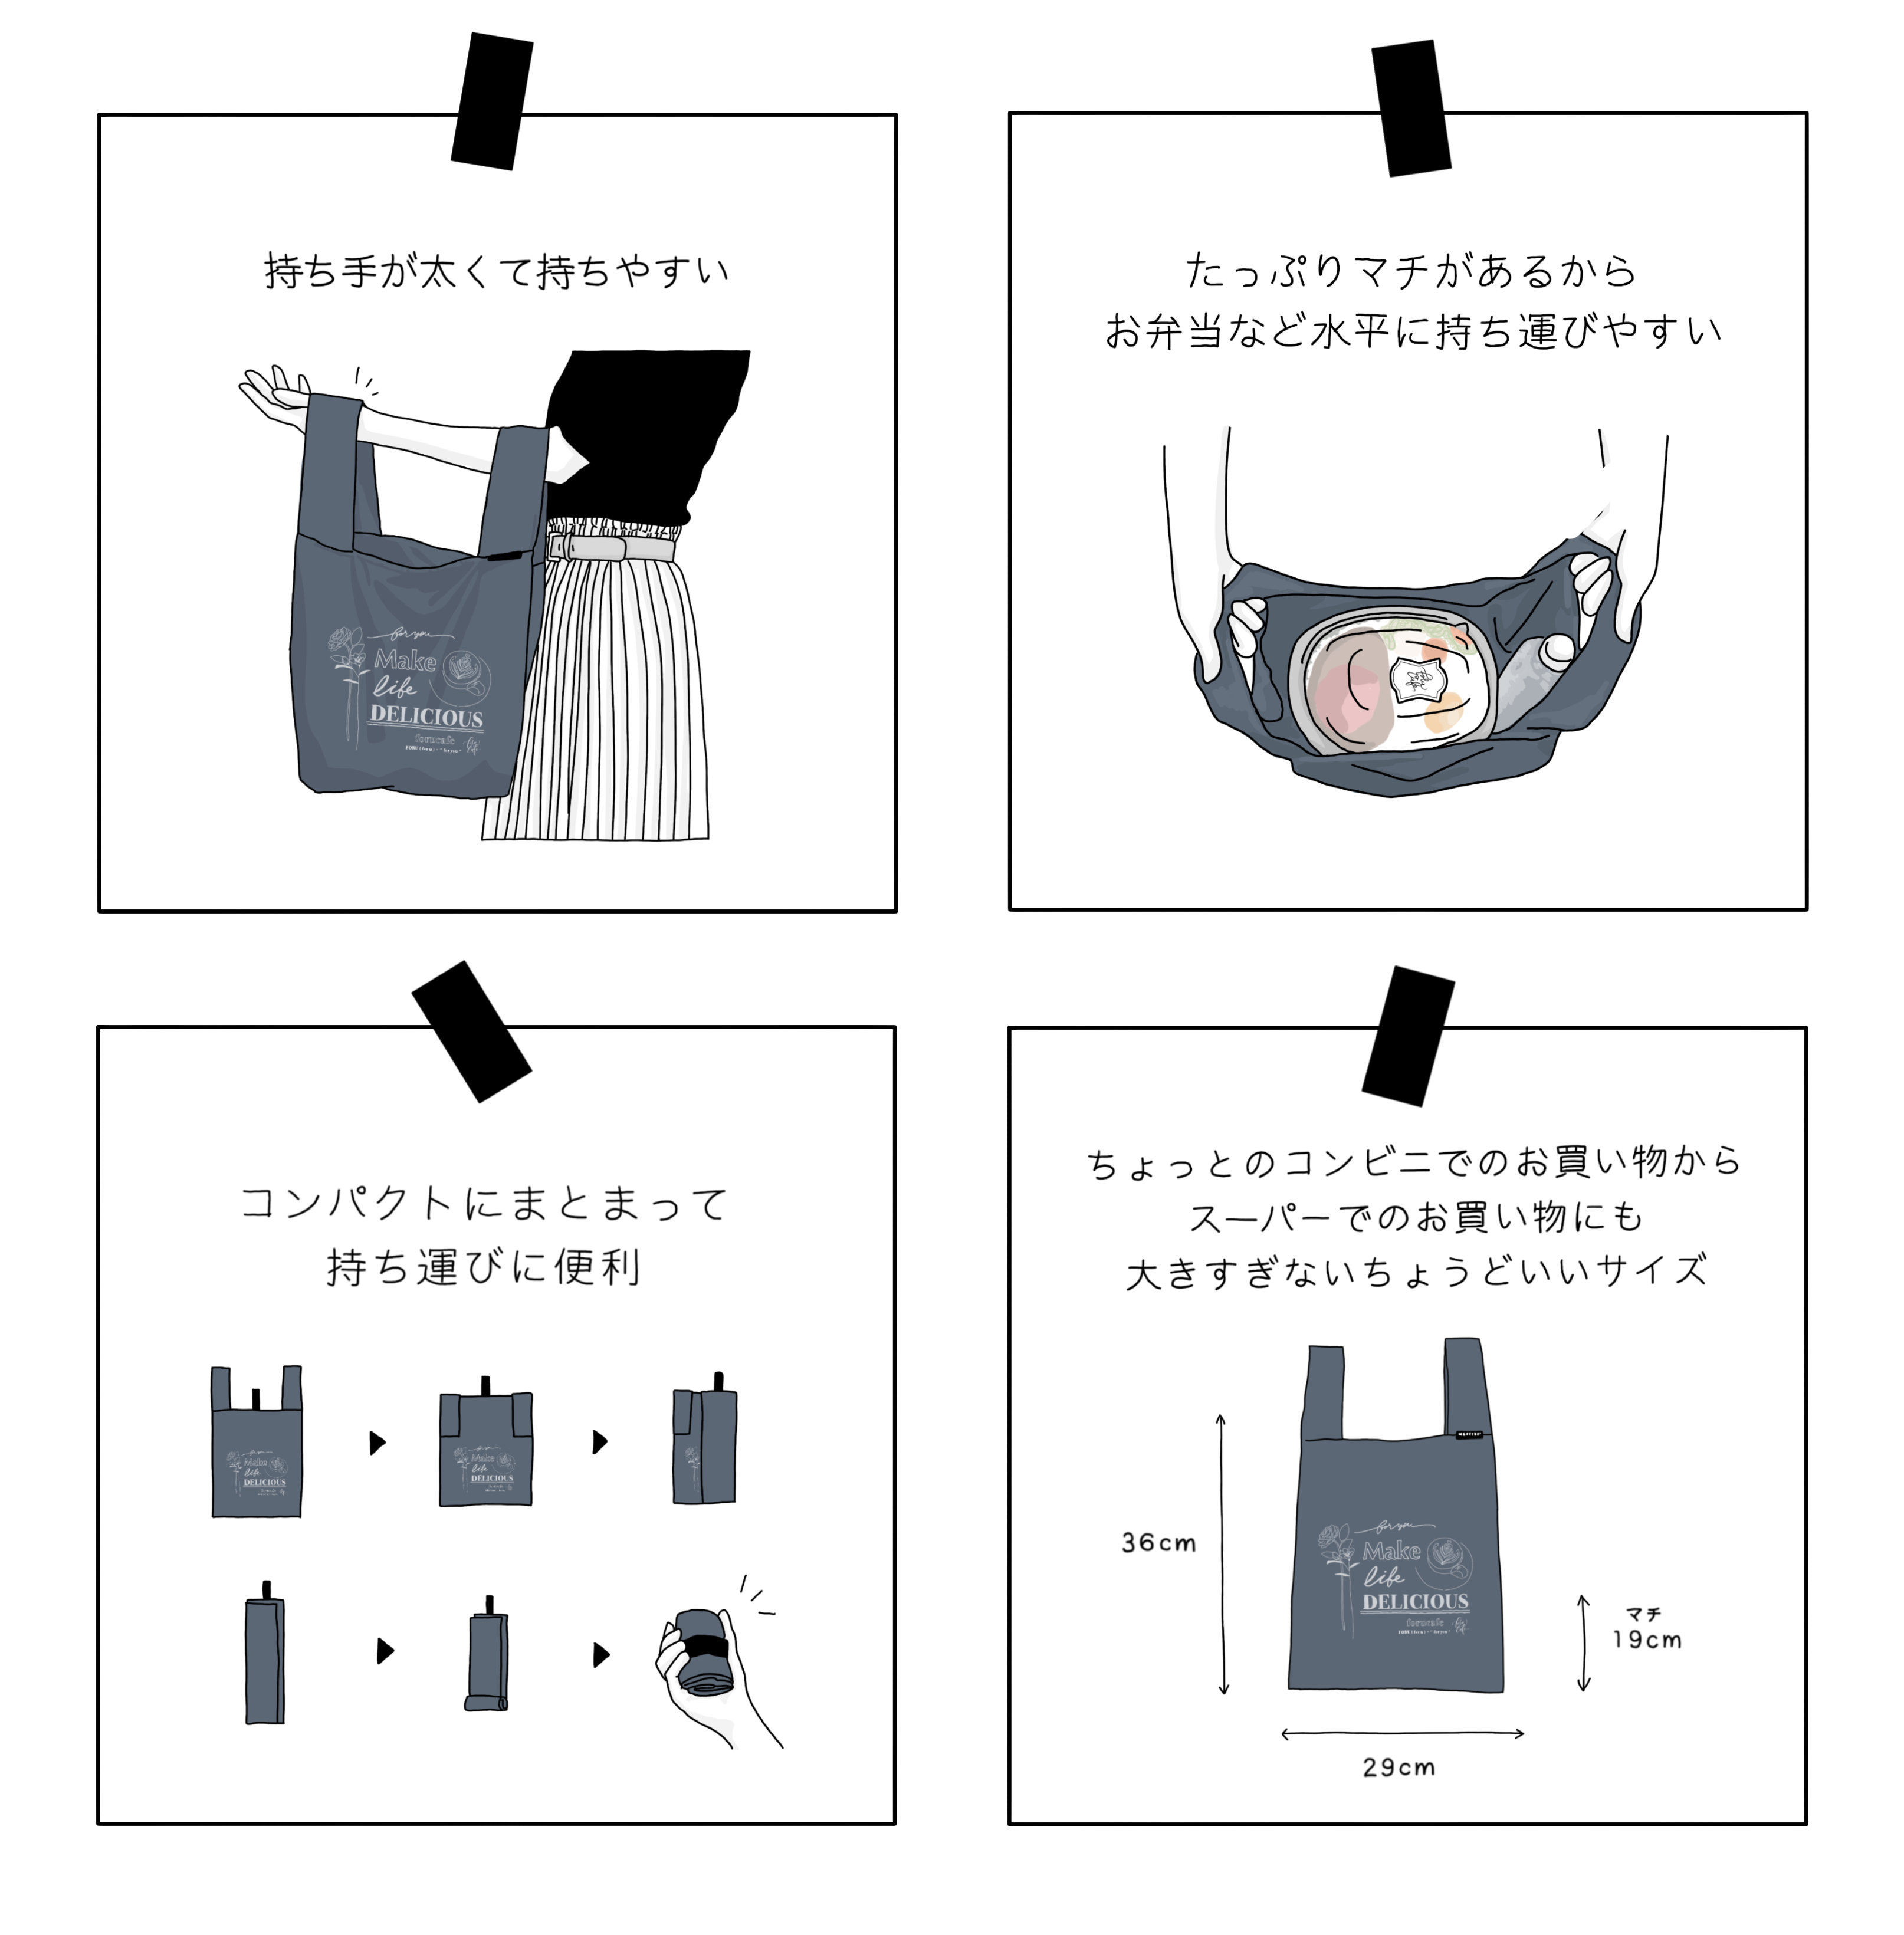 持ち手が太くて持ちやすい
for you
Make
life
DELICIOUS
forucafe
たっぷりマチがあるから
お弁当など水平に持ち運びやすい
コンパクトにまとまって
持ち運びに便利
Make
life
DELICIOUS
Make
life
DELICIOUS
ちょっとのコンビニでのお買い物から
スーパーでのお買い物にも
大きすぎないちょうどいいサイズ
for you
Make
life
DELICIOUS
forucafe
36cm
マチ
19cm
29cm